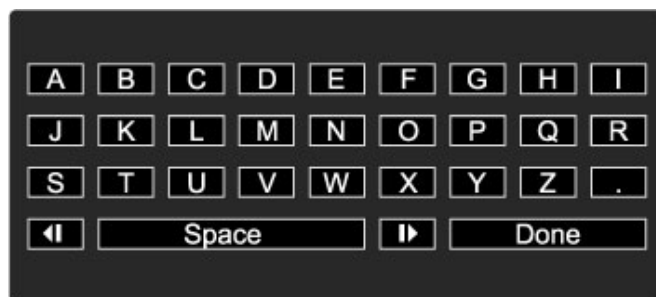 A B C D E F G H I
J K L M N O P Q R
S T U V W X Y Z .
Space Done